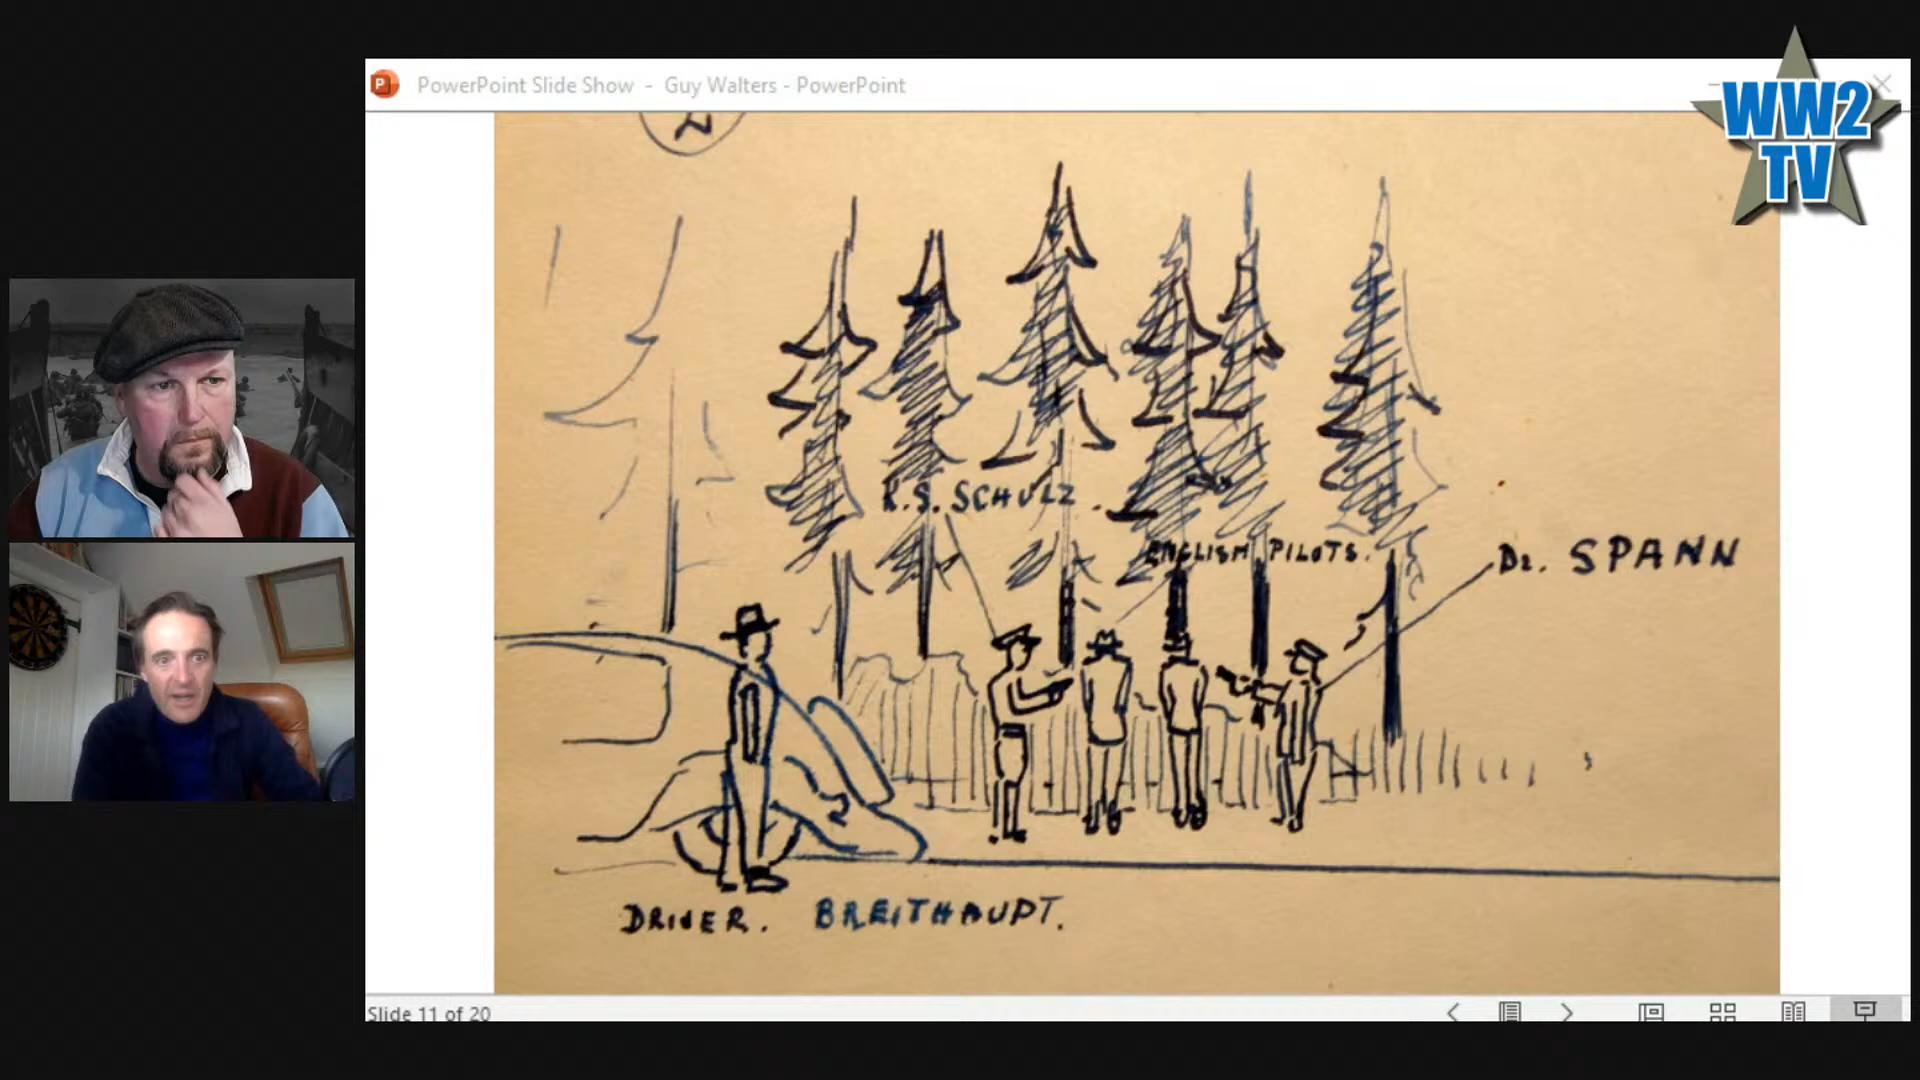 PowerPoint Slide Show - Guy Walters - PowerPoint
WW2
TV
2
K.S. SCHULZ.
ENGLISH PILOTS.
Dr. SPANN
DRIVER. BREITHAUPT.
Slide 11 of 20